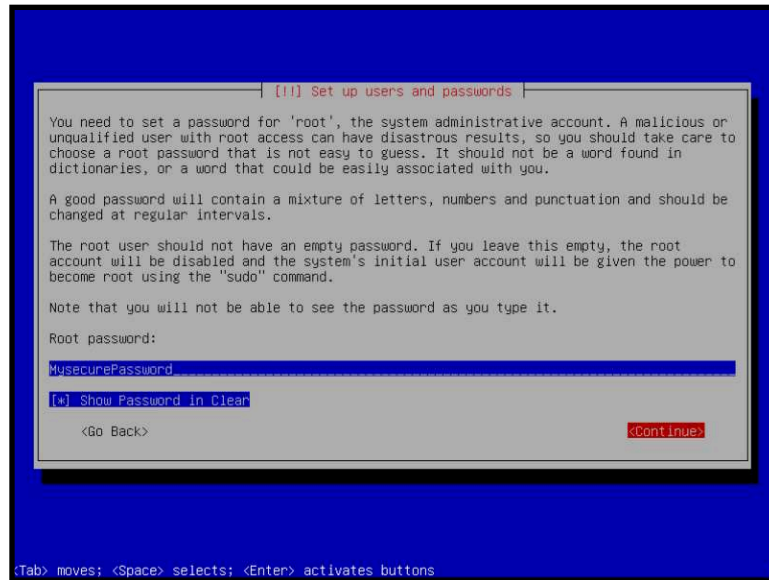 [!!] Set up users and passwords
You need to set a password for 'root', the system administrative account. A malicious or
unqualified user with root access can have disastrous results, so you should take care to
choose a root password that is not easy to guess. It should not be a word found in
dictionaries, or a word that could be easily associated with you.
A good password will contain a mixture of letters, numbers and punctuation and should be
changed at regular intervals.
The root user should not have an empty password. If you leave this empty, the root
account will be disabled and the system's initial user account will be given the power to
become root using the "sudo" command.
Note that you will not be able to see the password as you type it.
Root password:
MysecurePassword
[*] Show Password in Clear
<Go Back> <Continue>
<Tab> moves; <Space> selects; <Enter> activates buttons